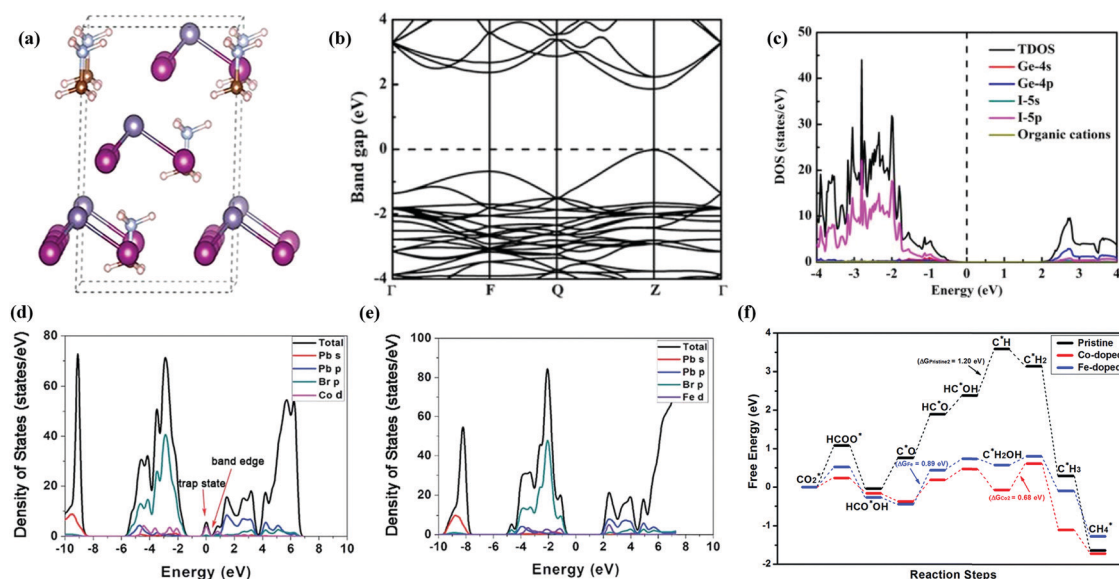 (a)
(b)
Band gap (eV)
4
2
0
-2
-4
Γ F Q Z Γ
(c)
DOS (states/eV)
50
40
30
20
10
0
TDOS
Ge-4s
Ge-4p
I-5s
I-5p
Organic cations
-4 -3 -2 -1 0 1 2 3 4
Energy (eV)
(d)
Density of States (states/eV)
80
60
40
20
0
Total
Pb s
Pb p
Br p
Co d
trap state
band edge
-10 -8 -6 -4 -2 0 2 4 6 8 10
Energy (eV)
(e)
Density of States (states/eV)
100
80
60
40
20
0
Total
Pb s
Pb p
Br p
Fe d
-10 -8 -6 -4 -2 0 2 4 6 8 10
Energy (eV)
(f)
Free Energy (eV)
4
3
2
1
0
-1
-2
Pristine
Co-doped
Fe-doped
CO2*
HCOO*
HCO*OH
C*O
HC*O
HC*OH
C*H
C*H2
C*H2OH
C*H3
CH4*
(ΔGPristine2 = 1.20 eV)
(ΔGFe = 0.89 eV)
(ΔGCo2 = 0.68 eV)
Reaction Steps